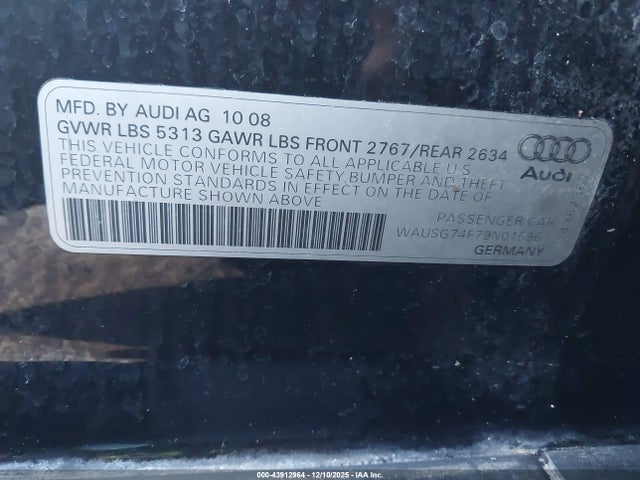 MFD. BY AUDI AG 10 08
GVWR LBS 5313 GAWR LBS FRONT 2767/REAR 2634
THIS VEHICLE CONFORMS TO ALL APPLICABLE U S
FEDERAL MOTOR VEHICLE SAFETY, BUMPER AND THEFT
PREVENTION STANDARDS IN EFFECT ON THE DATE OF
MANUFACTURE SHOWN ABOVE
Audi
PASSENGER CAR
GERMANY
000-43912964 - 12/10/2025 - Copyright IAA, Inc.